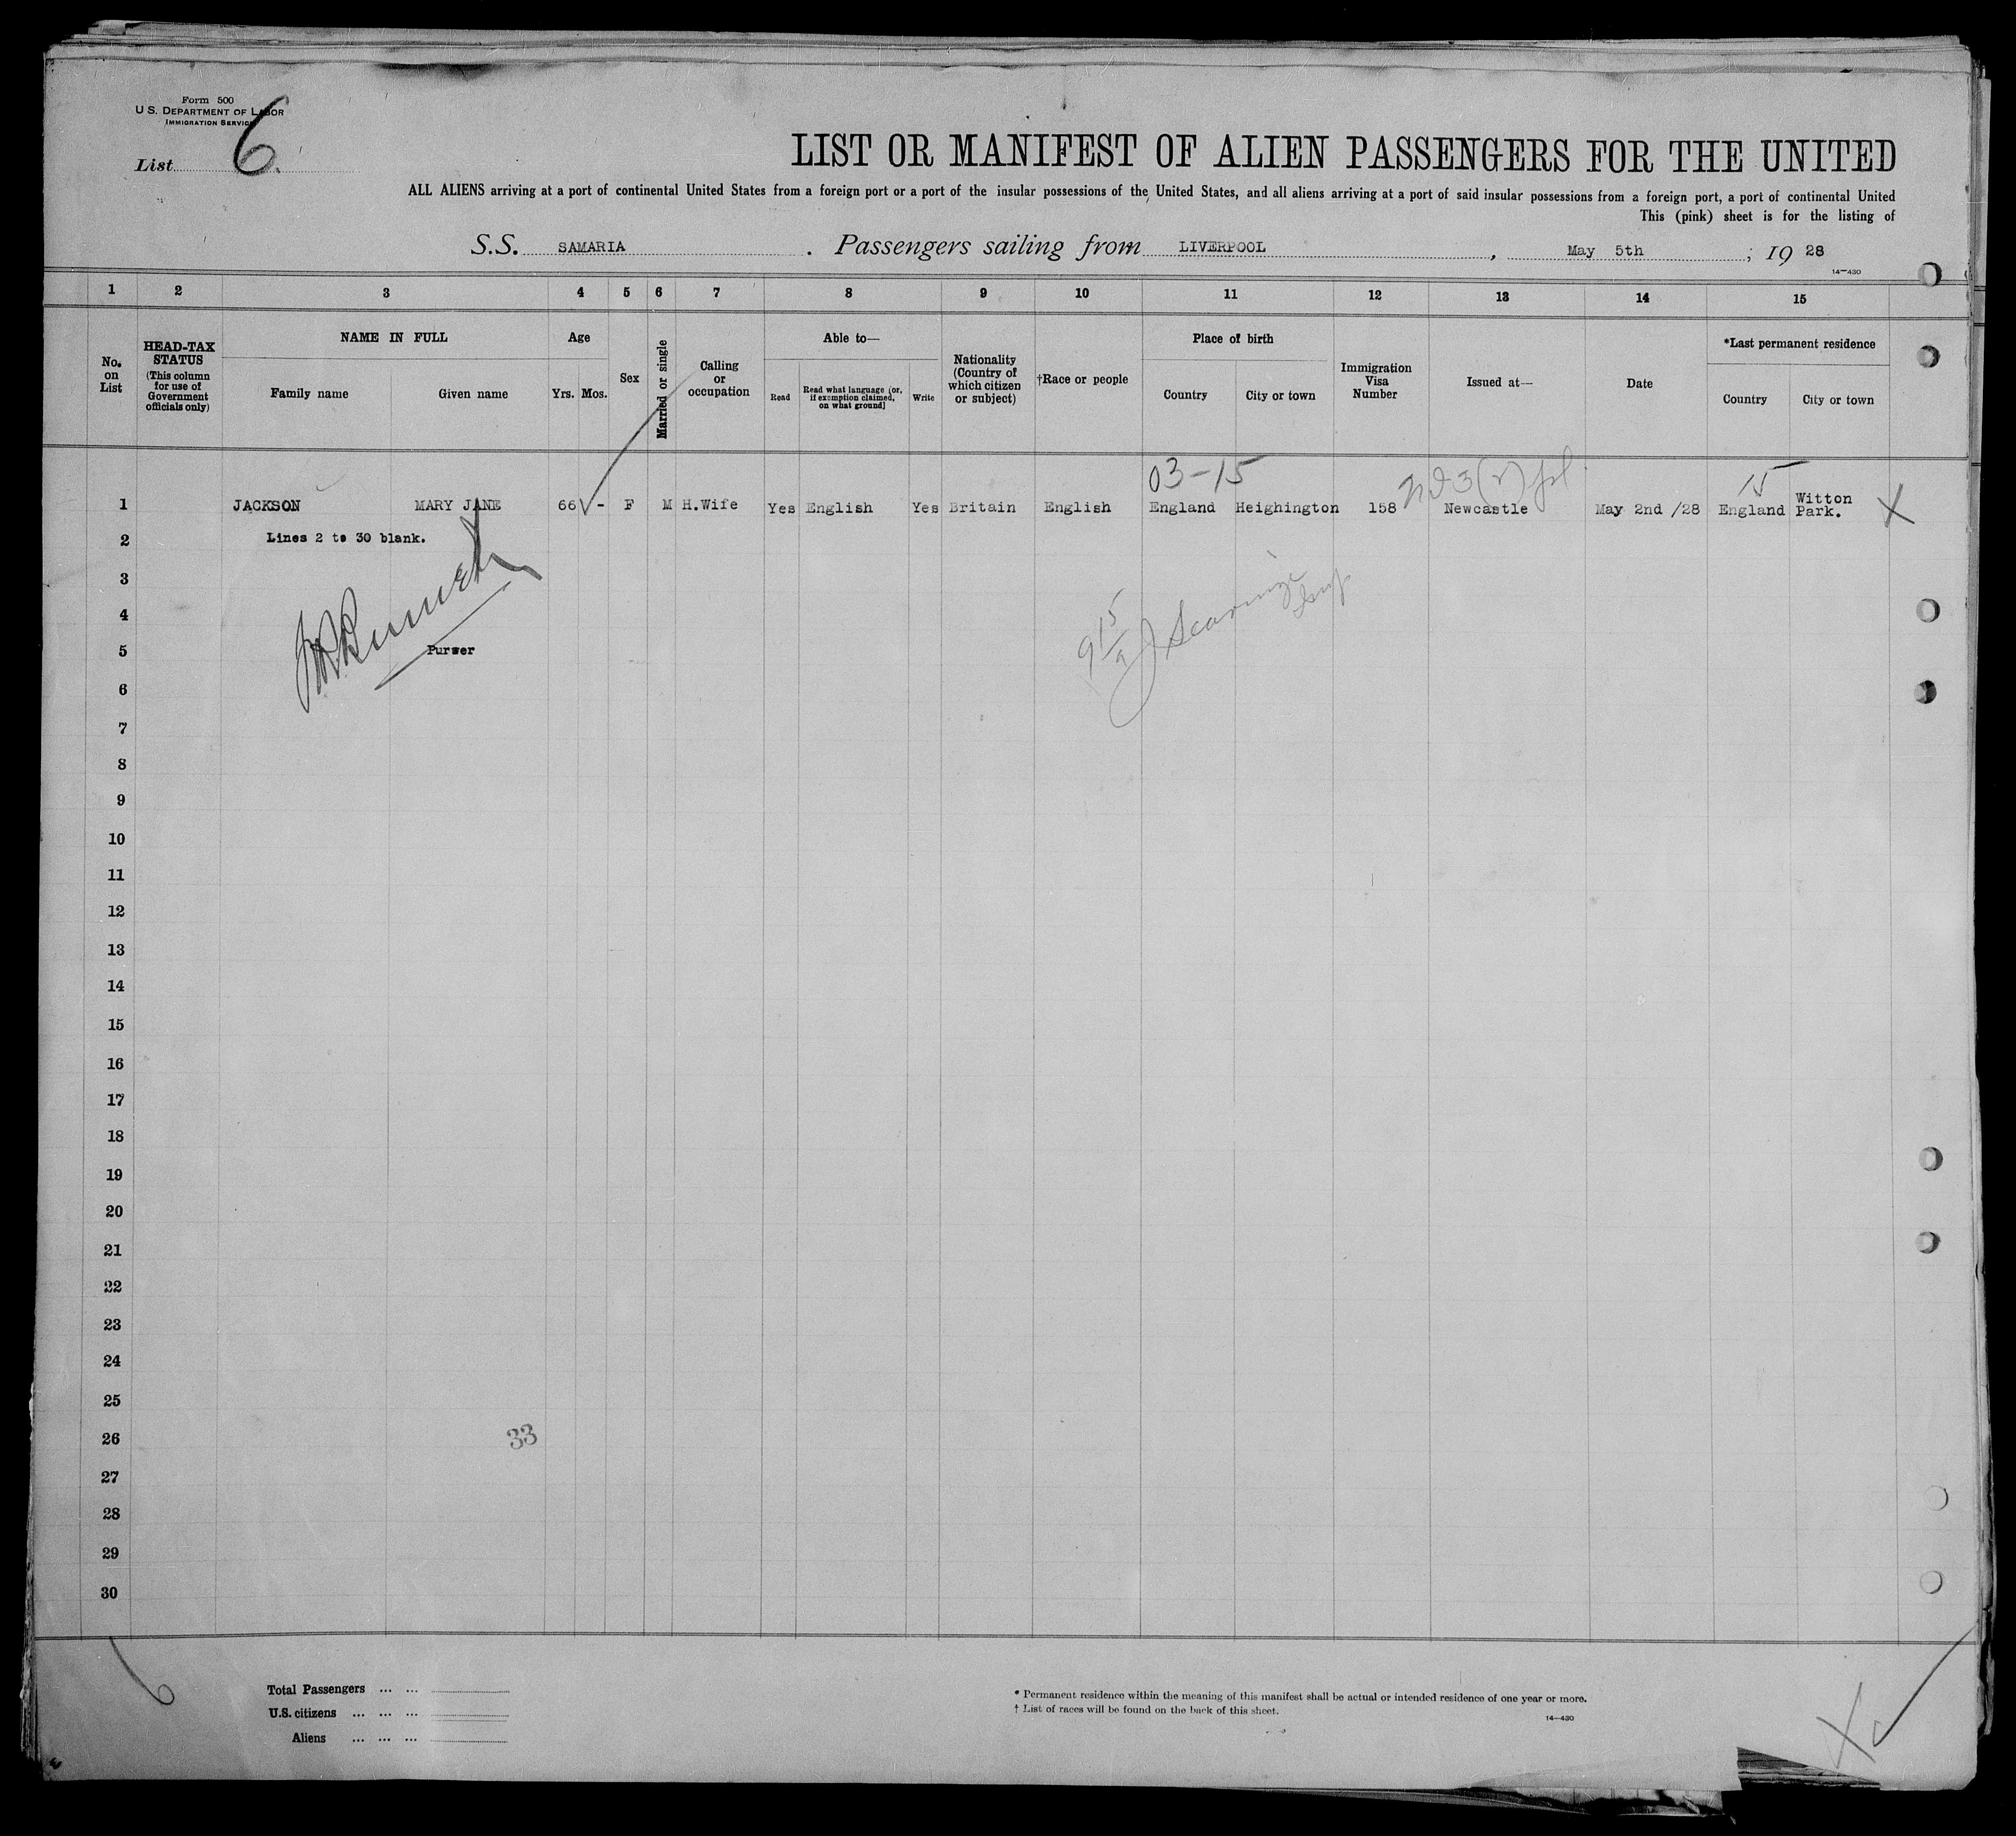 Form 500
U S. DEPARTMENT OF LABOR
IMMIGRATION SERVICE
List 6.
LIST OR MANIFEST OF ALIEN PASSENGERS FOR THE UNITED
ALL ALIENS arriving at a port of continental United States from a foreign port or a port of the insular possessions of the United States, and all aliens arriving at a port of said insular possessions from a foreign port, a port of continental United
This (pink) sheet is for the listing of
S.S. SAMARIA . Passengers sailing from LIVERPOOL , May 5th ; 19 28
14—430
1 2 3 4 5 6 7 8 9 10 11 12 13 14 15
No. on List
HEAD-TAX STATUS
(This column for use of Government officials only)
NAME IN FULL
Family name Given name
Age
Yrs. Mos.
Sex
Married or single
Calling or occupation
Able to—
Read
Read what language (or, if exemption claimed, on what ground)
Write
Nationality (Country of which citizen or subject)
†Race or people
Place of birth
Country City or town
Immigration Visa Number
Issued at—
Date
*Last permanent residence
Country City or town
03-15
15
1 JACKSON MARY JANE 66 - F M H.Wife Yes English Yes Britain English England Heighington 158 Newcastle May 2nd /28 England Witton Park. X
2 Lines 2 to 30 blank.
3
4
5 Purser
6
7
8
9
10
11
12
13
14
15
16
17
18
19
20
21
22
23
24
25
26
33
27
28
29
30
6
Total Passengers ... ...
U.S. citizens ... ... ...
Aliens ... ... ...
* Permanent residence within the meaning of this manifest shall be actual or intended residence of one year or more.
† List of races will be found on the back of this sheet.
14—430
X